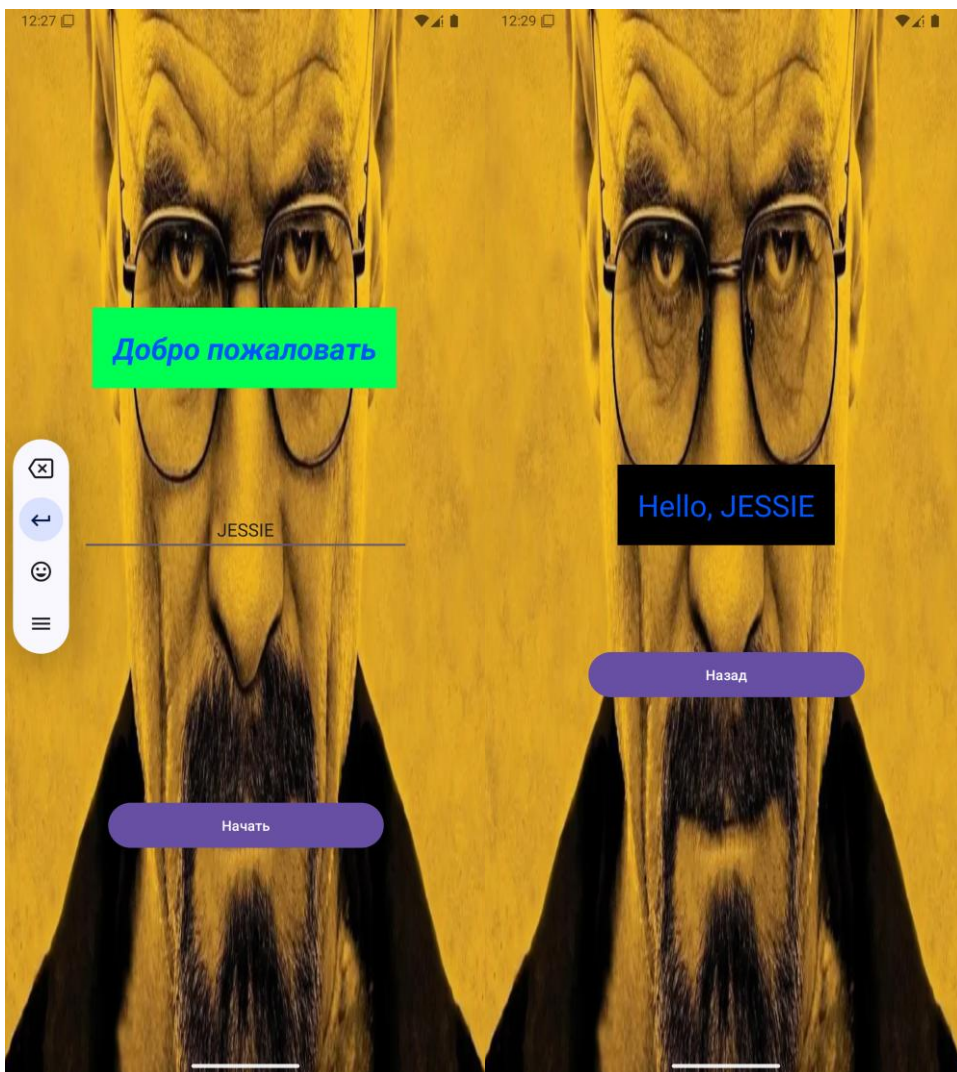 12:27
Добро пожаловать
JESSIE
Начать
12:29
Hello, JESSIE
Назад